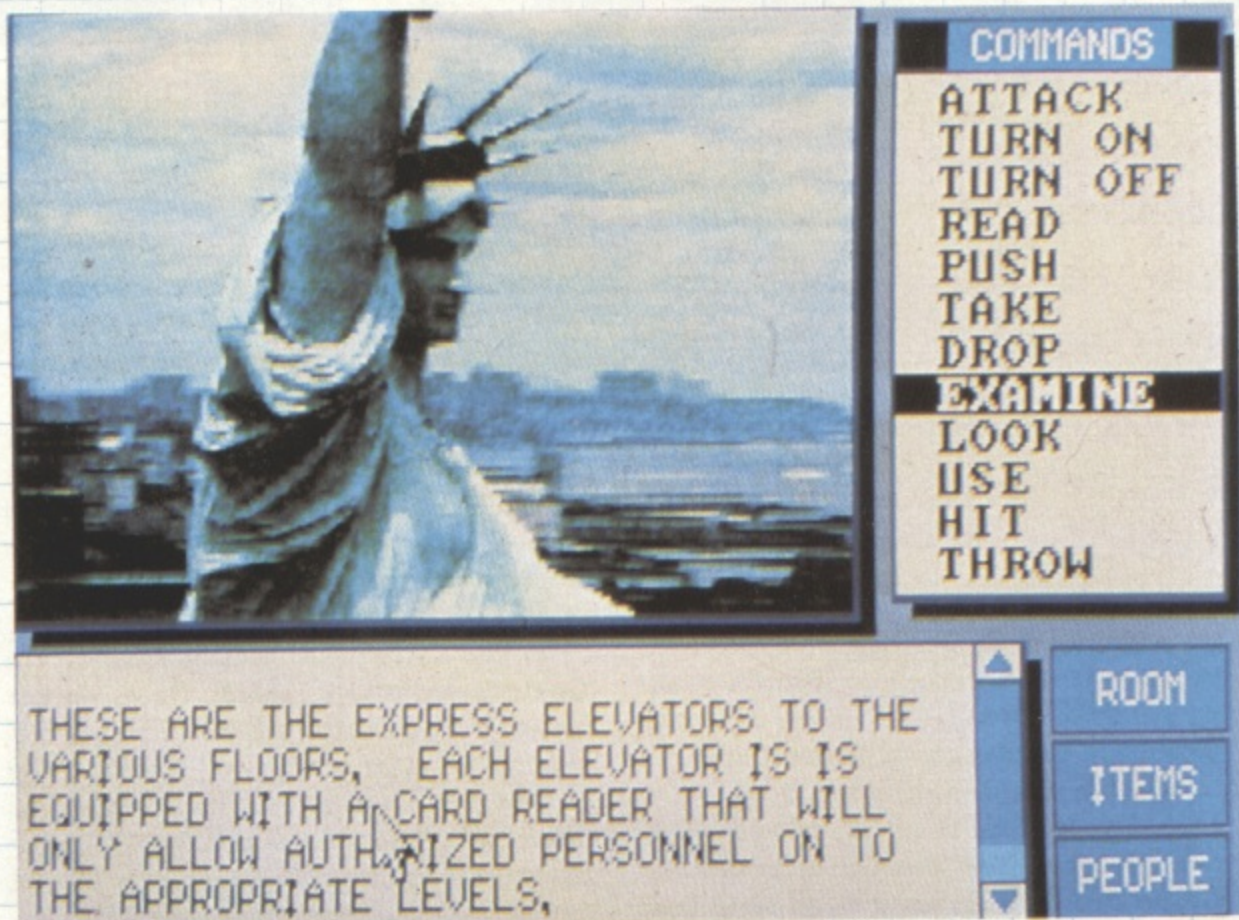 COMMANDS
ATTACK
TURN ON
TURN OFF
READ
PUSH
TAKE
DROP
EXAMINE
LOOK
USE
HIT
THROW
THESE ARE THE EXPRESS ELEVATORS TO THE
VARIOUS FLOORS. EACH ELEVATOR IS IS
EQUIPPED WITH A CARD READER THAT WILL
ONLY ALLOW AUTHORIZED PERSONNEL ON TO
THE APPROPRIATE LEVELS.
ROOM
ITEMS
PEOPLE